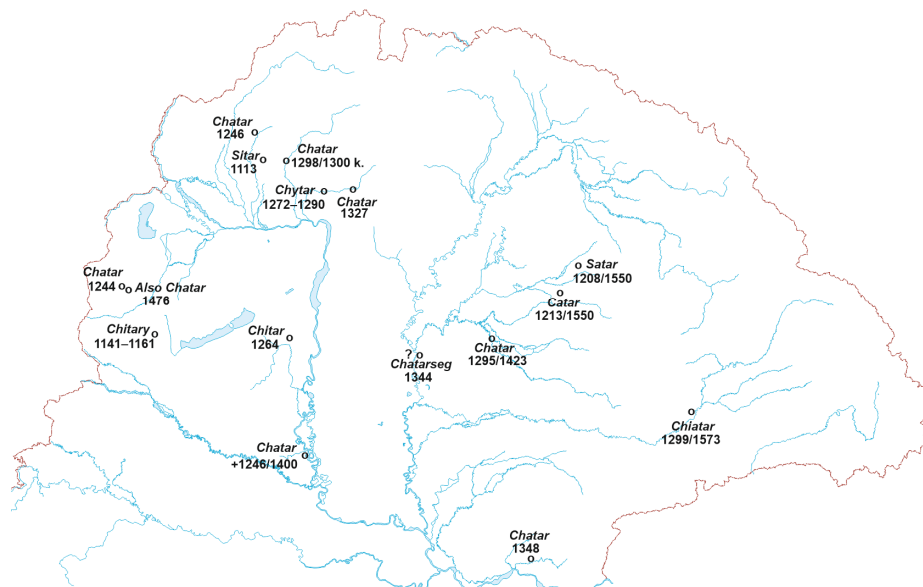 Chatar
1246
Sitar
1113
Chatar
1298/1300 k.
Chytar
1272–1290
Chatar
1327
Chatar
1244
Also Chatar
1476
Chitary
1141–1161
Chitar
1264
Satar
1208/1550
Catar
1213/1550
Chatar
1295/1423
?
Chatarseg
1344
Chiatar
1299/1573
Chatar
+1246/1400
Chatar
1348